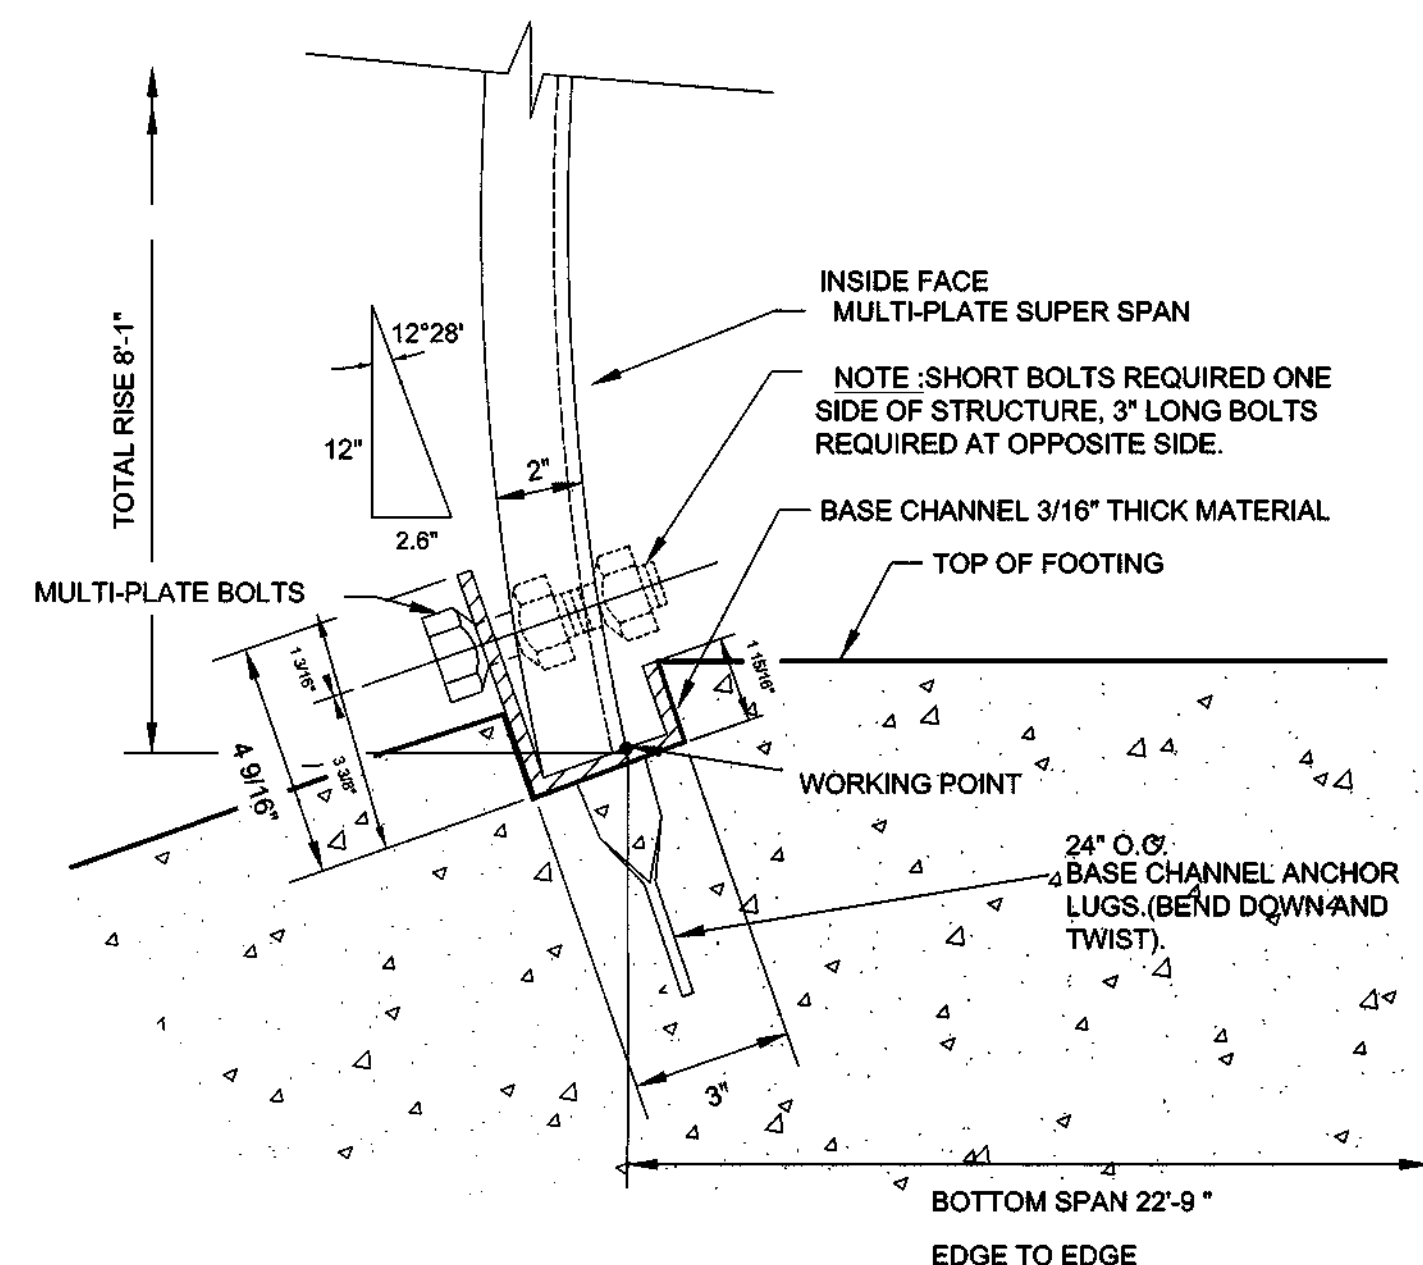 INSIDE FACE
MULTI-PLATE SUPER SPAN
TOTAL RISE 8'-1"
12°28'
12"
2.6"
NOTE :SHORT BOLTS REQUIRED ONE
SIDE OF STRUCTURE, 3" LONG BOLTS
REQUIRED AT OPPOSITE SIDE.
2"
BASE CHANNEL 3/16" THICK MATERIAL
TOP OF FOOTING
MULTI-PLATE BOLTS
1 3/16"
1 15/16"
4 9/16"
3 3/8"
WORKING POINT
24" O.C.
BASE CHANNEL ANCHOR
LUGS.(BEND DOWN AND
TWIST).
3"
BOTTOM SPAN 22'-9 "
EDGE TO EDGE